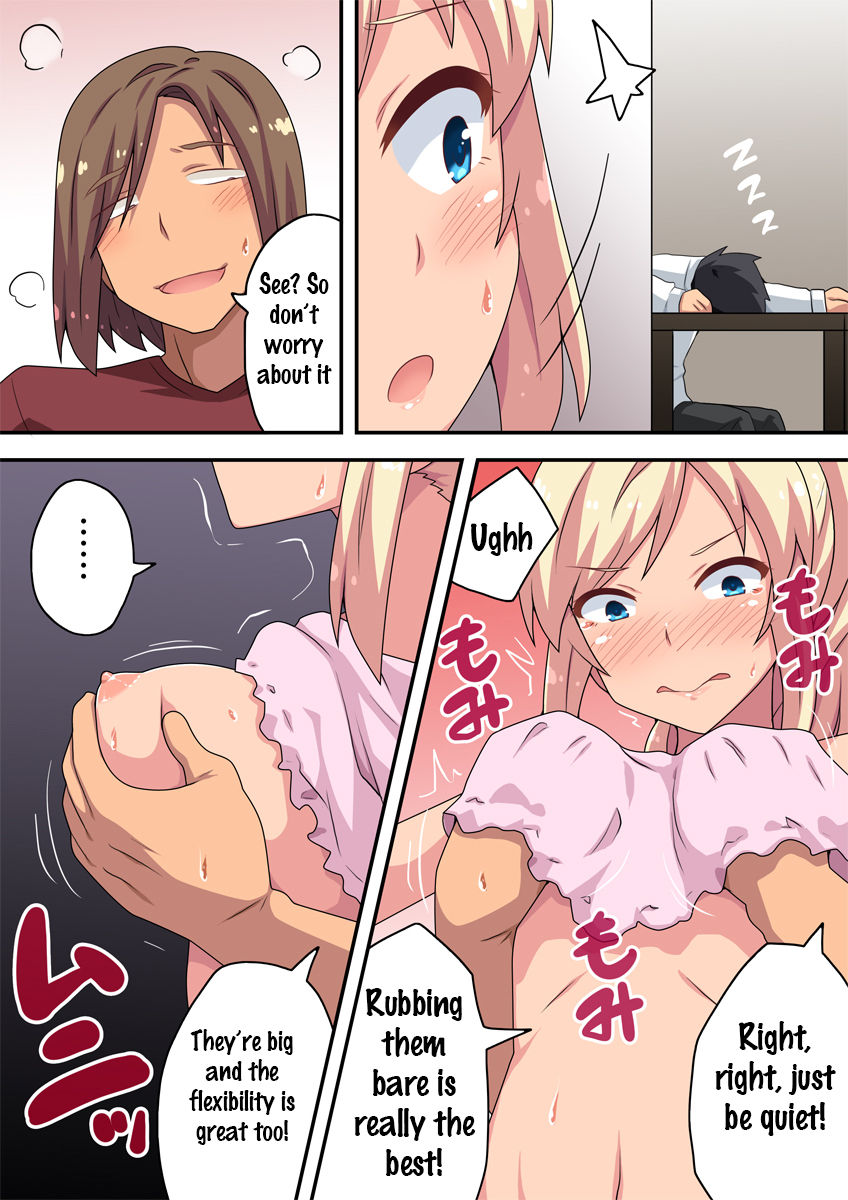 Z
Z
Z
See? So
don't
worry
about it
Ughh
もみ
もみ
もみ
Right,
right, just
be quiet!
Rubbing
them
bare is
really the
best!
........
They're big
and the
flexibility is
great too!
ムニッ